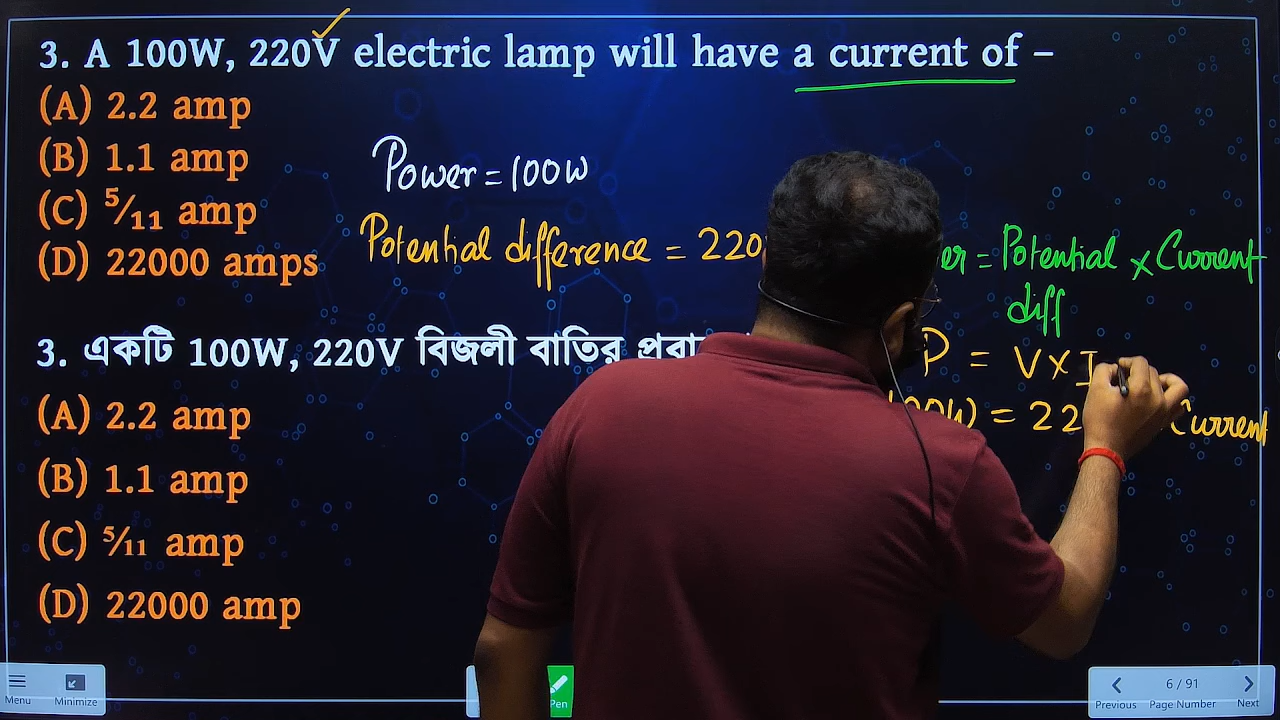 3. A 100W, 220V electric lamp will have a current of –
(A) 2.2 amp
(B) 1.1 amp
(C) ⁵⁄₁₁ amp
(D) 22000 amps
Power = 100W
Potential difference = 220
= Potential diff × Current
P = V × I
= Current
3. একটি 100W, 220V বিজলী বাতির
(A) 2.2 amp
(B) 1.1 amp
(C) ⁵⁄₁₁ amp
(D) 22000 amp
Menu
Minimize
Pen
Previous
6 / 91
Page Number
Next